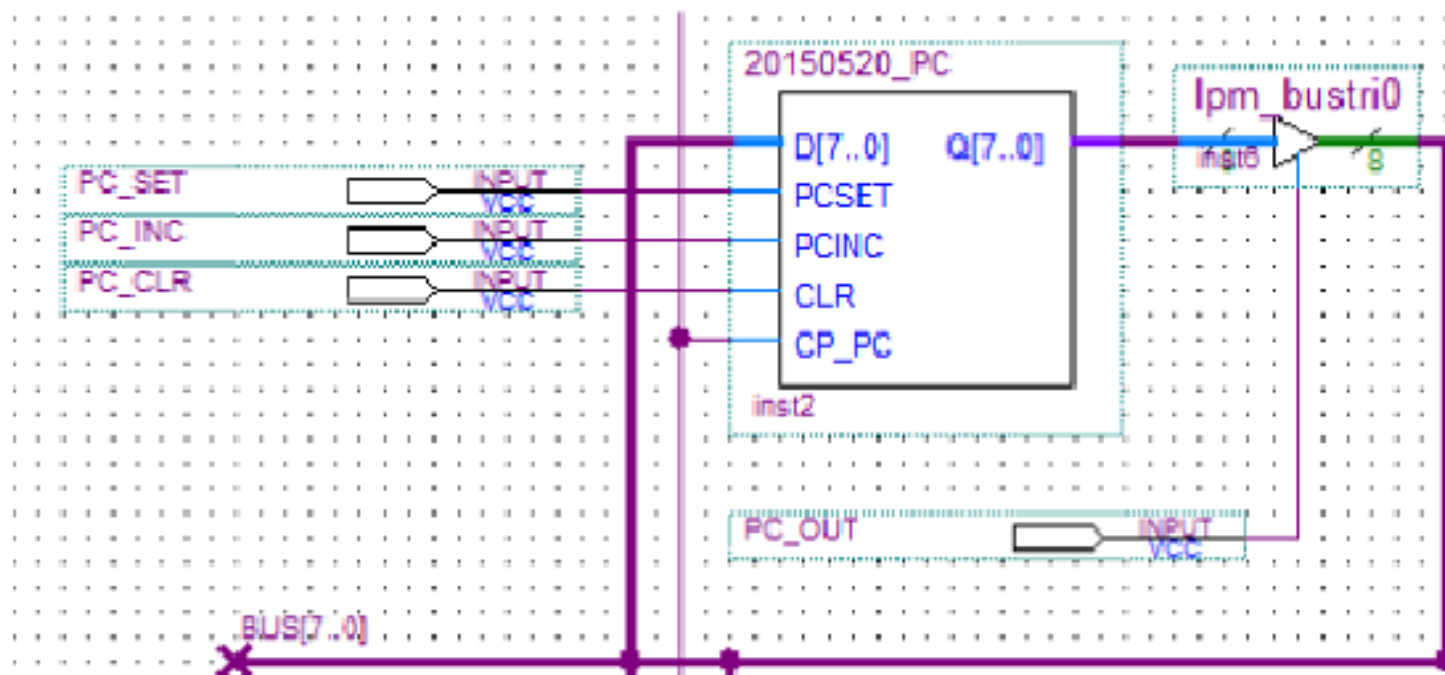 20150520_PC
lpm_bustri0
D[7..0] Q[7..0]
inst6
8
PC_SET INPUT
VCC
PCSET
PC_INC INPUT
VCC
PCINC
PC_CLR INPUT
VCC
CLR
CP_PC
inst2
PC_OUT INPUT
VCC
BUS[7..0]